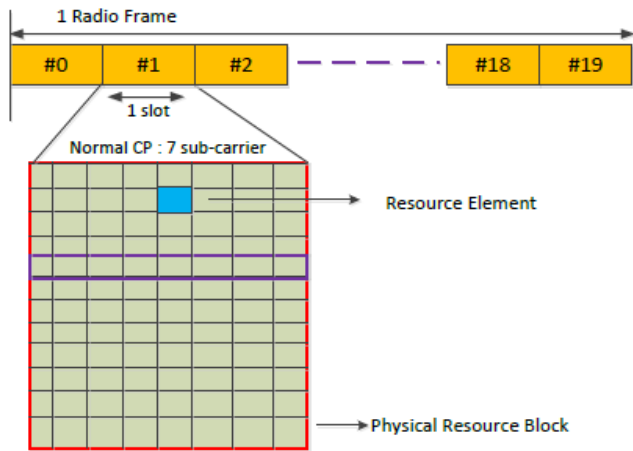 1 Radio Frame
#0 #1 #2 #18 #19
1 slot
Normal CP : 7 sub-carrier
Resource Element
Physical Resource Block